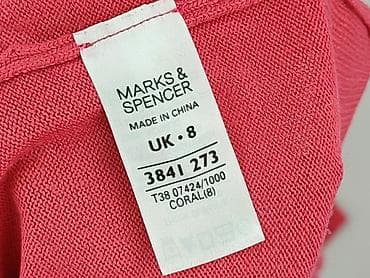 MARKS &
SPENCER
MADE IN CHINA
UK • 8
3841 273
T38 07424/1000
CORAL(8)